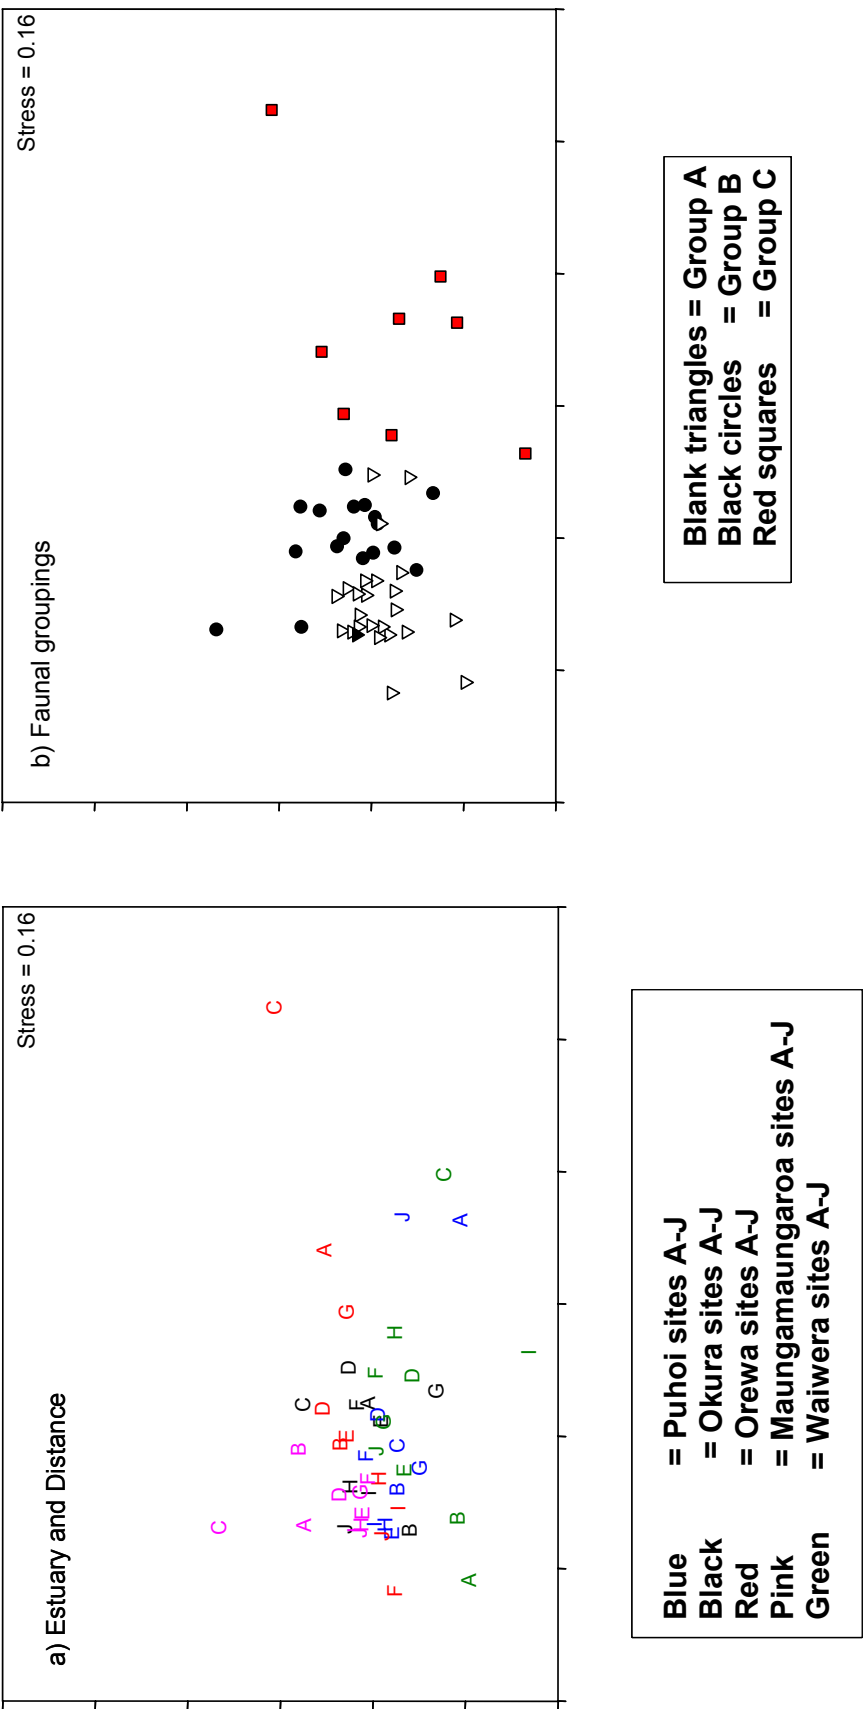 a) Estuary and Distance
Stress = 0.16
C
C
B
A
C
D
A
D
B
J
E
G
D
H
F
G
H
E
J
F
F
I
A
I
F
J
D
H
J
E
G
H
F
H
E
B
C
I
J
E
B
D
G
G
C
B
A
A
I
Blue = Puhoi sites A-J
Black = Okura sites A-J
Red = Orewa sites A-J
Pink = Maungamaungaroa sites A-J
Green = Waiwera sites A-J
b) Faunal groupings
Stress = 0.16
Blank triangles = Group A
Black circles = Group B
Red squares = Group C